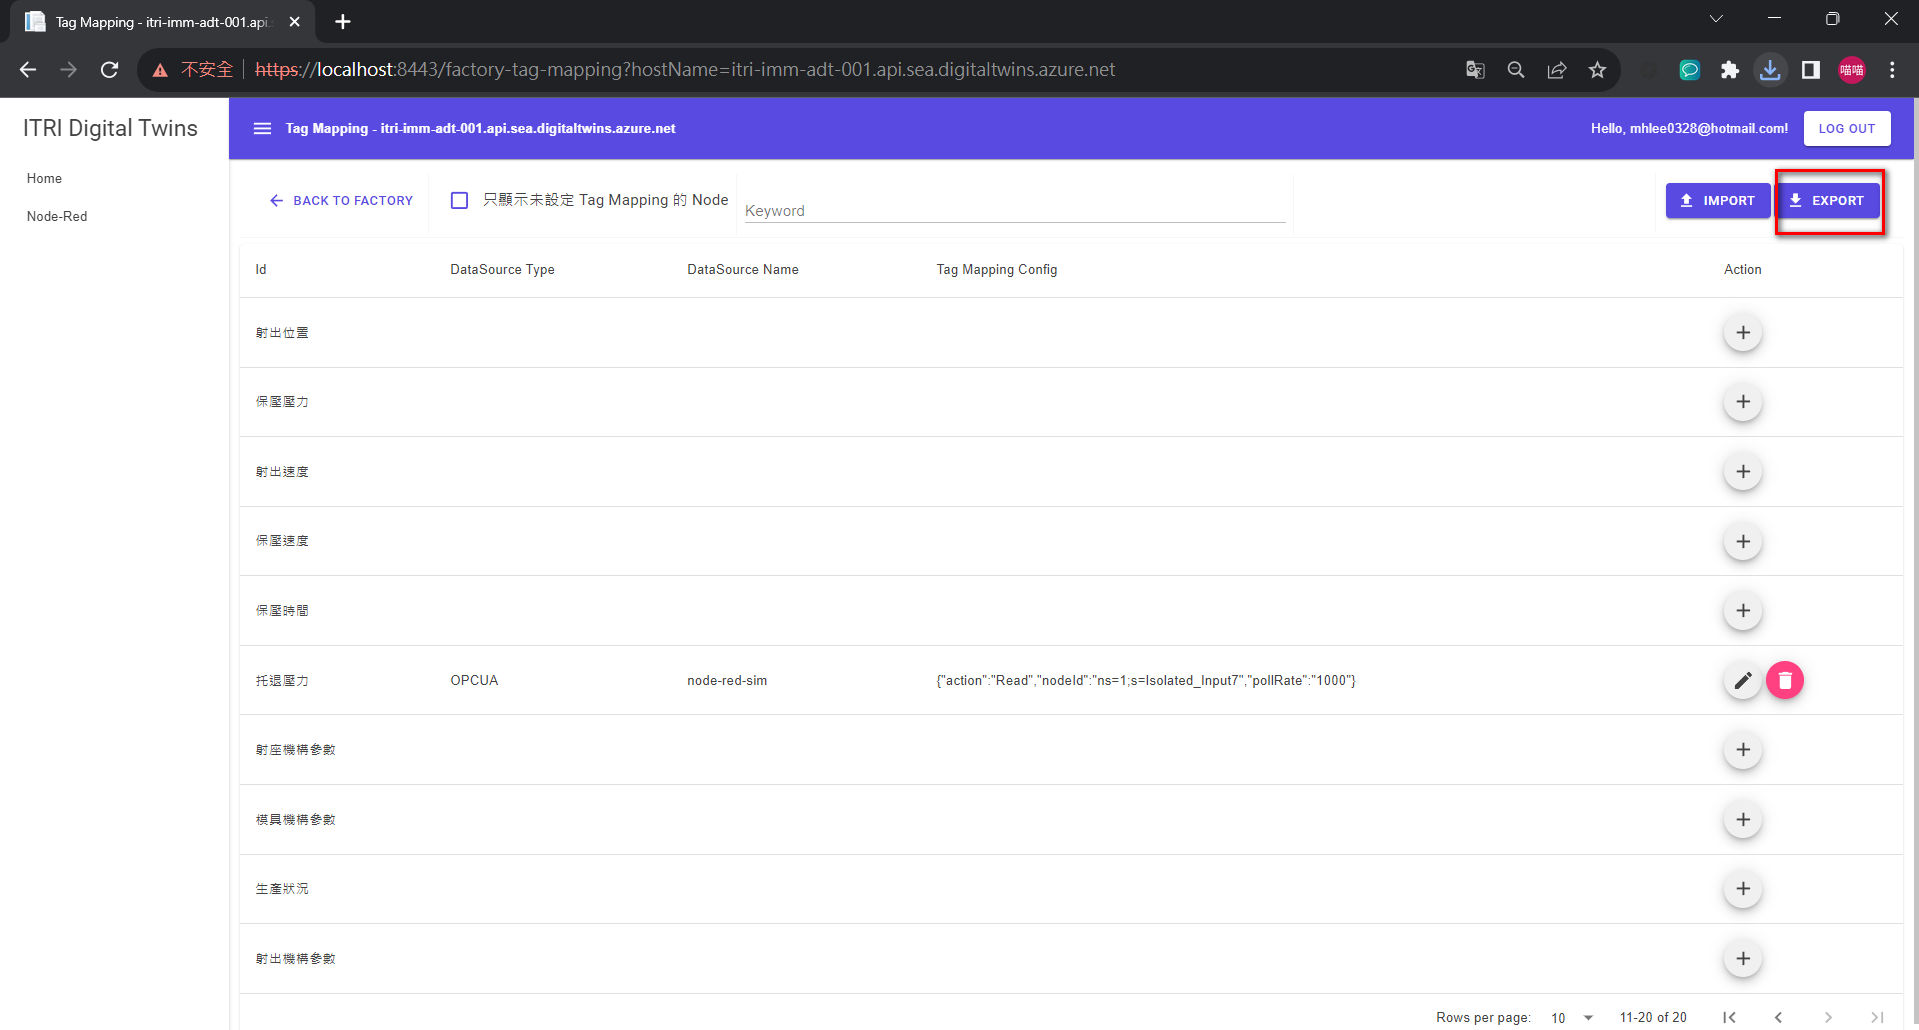 Tag Mapping - itri-imm-adt-001.api.
不安全
https://localhost:8443/factory-tag-mapping?hostName=itri-imm-adt-001.api.sea.digitaltwins.azure.net
喵喵
ITRI Digital Twins
Tag Mapping - itri-imm-adt-001.api.sea.digitaltwins.azure.net
Hello, mhlee0328@hotmail.com!
LOG OUT
Home
Node-Red
BACK TO FACTORY
只顯示未設定 Tag Mapping 的 Node
Keyword
IMPORT
EXPORT
Id DataSource Type DataSource Name Tag Mapping Config Action
射出位置
保壓壓力
射出速度
保壓速度
保壓時間
托退壓力 OPCUA node-red-sim {"action":"Read","nodeId":"ns=1;s=Isolated_Input7","pollRate":"1000"}
射座機構參數
模具機構參數
生產狀況
射出機構參數
Rows per page: 10 11-20 of 20